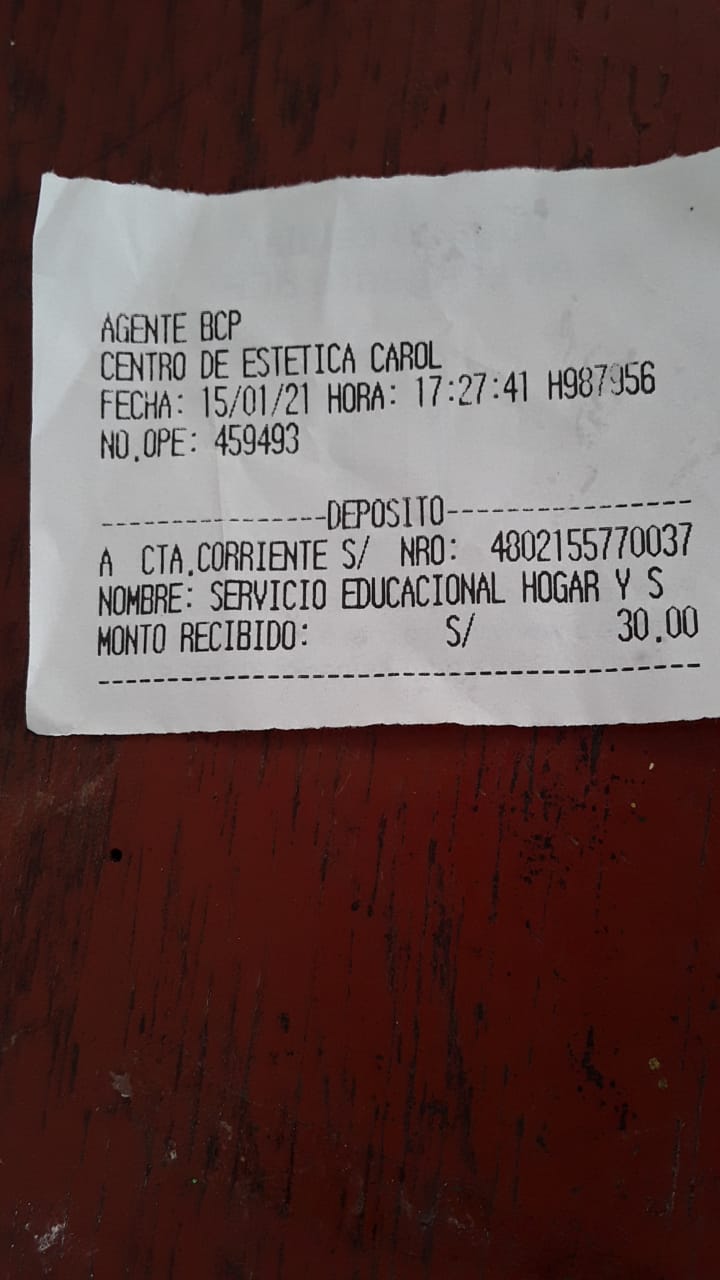 AGENTE BCP
CENTRO DE ESTETICA CAROL
FECHA: 15/01/21 HORA: 17:27:41 H987956
NO.OPE: 459493
----------------DEPOSITO-----------------
A CTA.CORRIENTE S/ NRO: 4802155770037
NOMBRE: SERVICIO EDUCACIONAL HOGAR Y S
MONTO RECIBIDO: S/ 30.00
-----------------------------------------